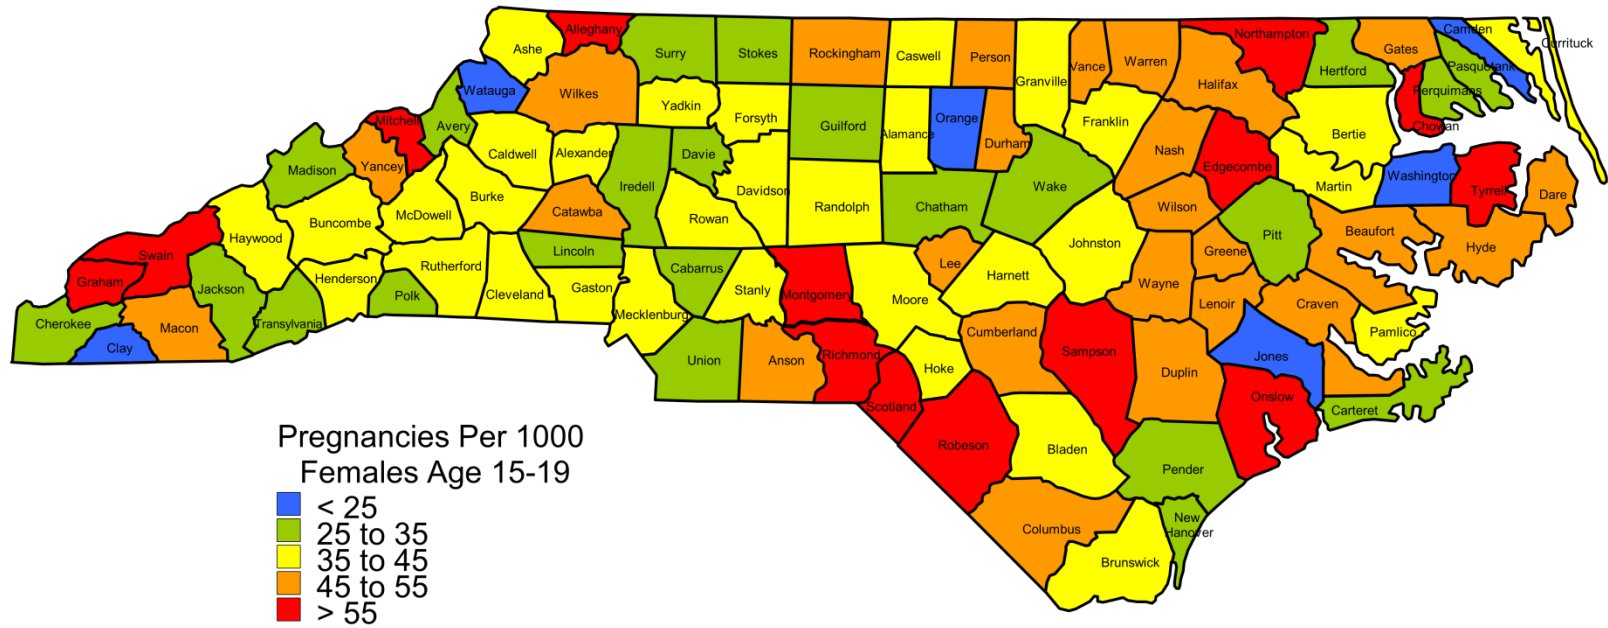 Alleghany
Northampton
Camden
Currituck
Ashe
Surry
Stokes
Rockingham
Caswell
Person
Granville
Vance
Warren
Halifax
Hertford
Gates
Pasquotank
Perquimans
Chowan
Watauga
Wilkes
Yadkin
Forsyth
Guilford
Alamance
Orange
Durham
Franklin
Bertie
Mitchell
Avery
Caldwell
Alexander
Davie
Iredell
Nash
Edgecombe
Madison
Yancey
Washington
Tyrrell
Dare
Martin
Burke
Davidson
Wake
McDowell
Catawba
Rowan
Randolph
Chatham
Wilson
Buncombe
Haywood
Pitt
Beaufort
Hyde
Johnston
Greene
Swain
Lincoln
Rutherford
Cabarrus
Lee
Harnett
Graham
Jackson
Henderson
Polk
Cleveland
Gaston
Stanly
Montgomen
Moore
Wayne
Lenoir
Craven
Pamlico
Cherokee
Macon
Transylvania
Mecklenburg
Clay
Union
Anson
Richmond
Hoke
Cumberland
Sampson
Duplin
Jones
Onslow
Carteret
Scotland
Robeson
Bladen
Pender
Columbus
New
Hanover
Brunswick
Pregnancies Per 1000
Females Age 15-19
< 25
25 to 35
35 to 45
45 to 55
> 55